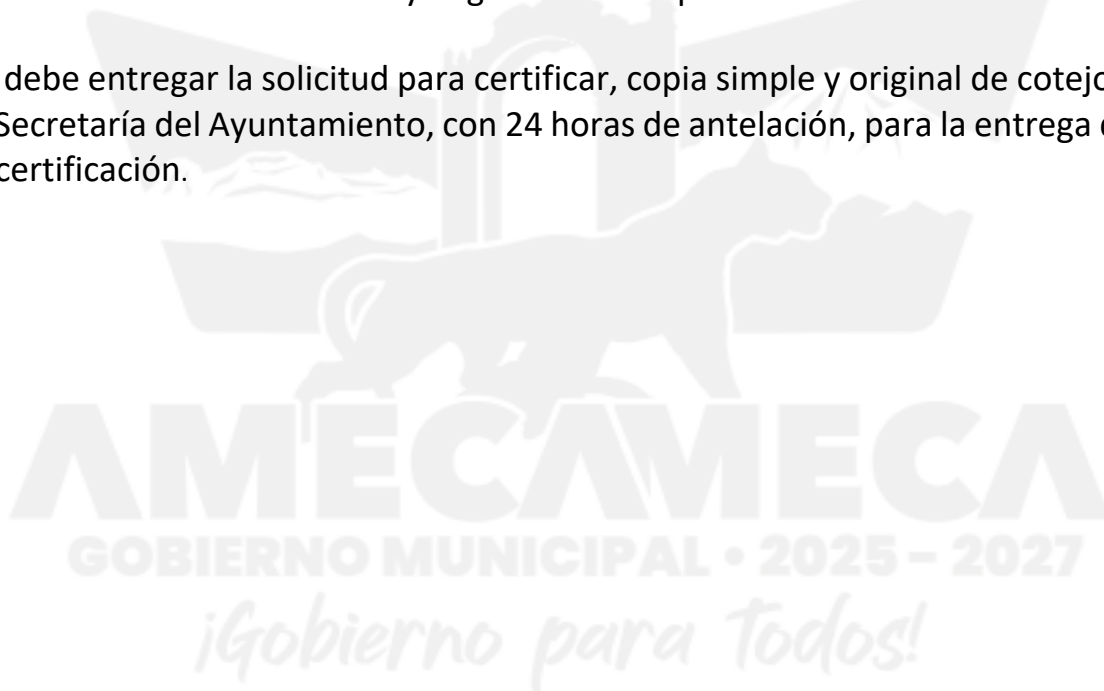 debe entregar la solicitud para certificar, copia simple y original de cotejo
Secretaría del Ayuntamiento, con 24 horas de antelación, para la entrega
certificación.
AMECAMECA
GOBIERNO MUNICIPAL • 2025 – 2027
¡Gobierno para Todos!